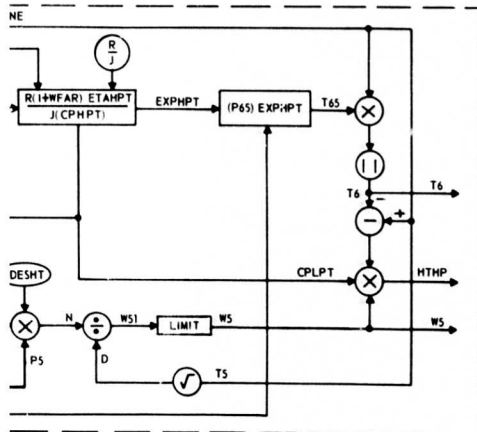 NE
R
J
R(1+WFAR) ETAHPT
J(CPHPT)
EXPHPT
(P65) EXPHPT
T65
×
| |
T6
−
T6
−
+
CPLPT
×
HTHP
DESHT
×
N
÷
W51
LIMIT
W5
W5
P5
D
√
T5